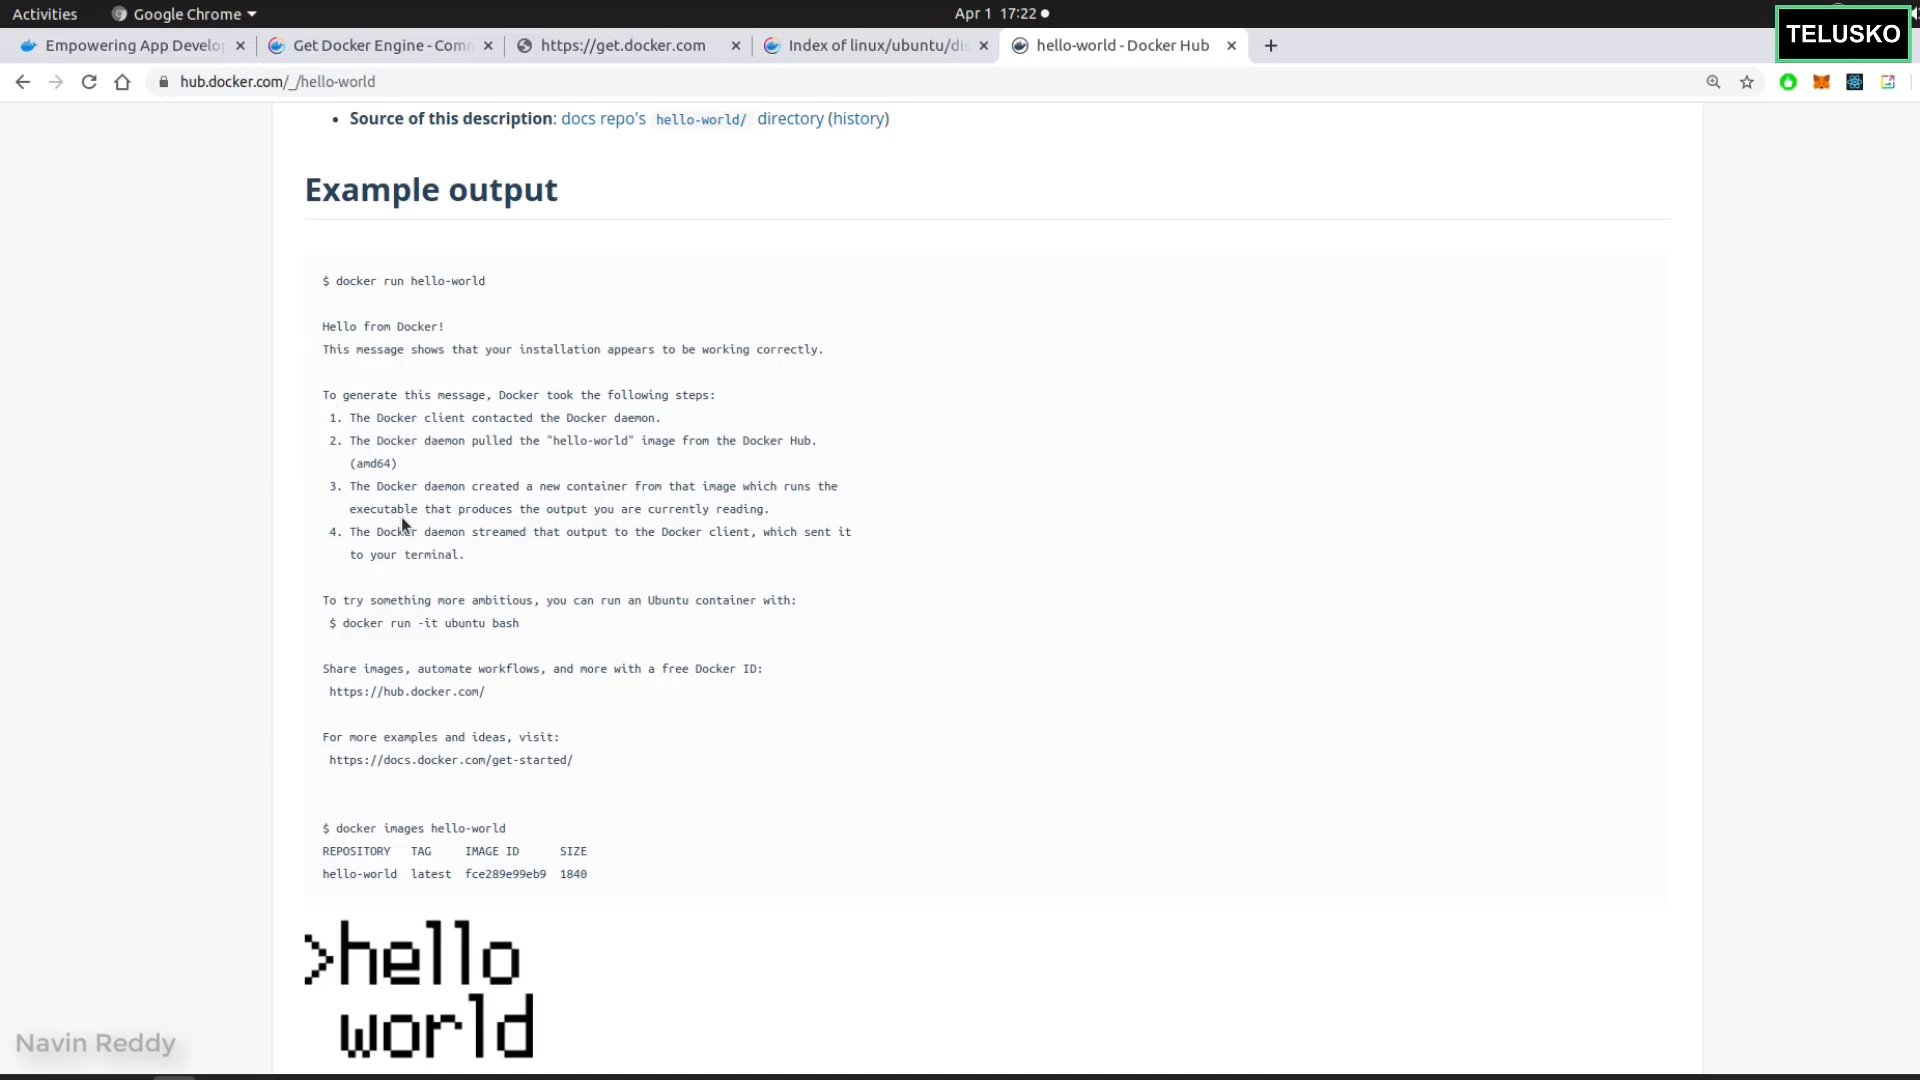 Activities Google Chrome Apr 1 17:22
TELUSKO
Empowering App Develo Get Docker Engine - Com https://get.docker.com Index of linux/ubuntu/dis hello-world - Docker Hub
hub.docker.com/_/hello-world
• Source of this description: docs repo's hello-world/ directory (history)
Example output
$ docker run hello-world
Hello from Docker!
This message shows that your installation appears to be working correctly.
To generate this message, Docker took the following steps:
1. The Docker client contacted the Docker daemon.
2. The Docker daemon pulled the "hello-world" image from the Docker Hub.
(amd64)
3. The Docker daemon created a new container from that image which runs the
executable that produces the output you are currently reading.
4. The Docker daemon streamed that output to the Docker client, which sent it
to your terminal.
To try something more ambitious, you can run an Ubuntu container with:
$ docker run -it ubuntu bash
Share images, automate workflows, and more with a free Docker ID:
https://hub.docker.com/
For more examples and ideas, visit:
https://docs.docker.com/get-started/
$ docker images hello-world
REPOSITORY TAG IMAGE ID SIZE
hello-world latest fce289e99eb9 1840
>hello
world
Navin Reddy